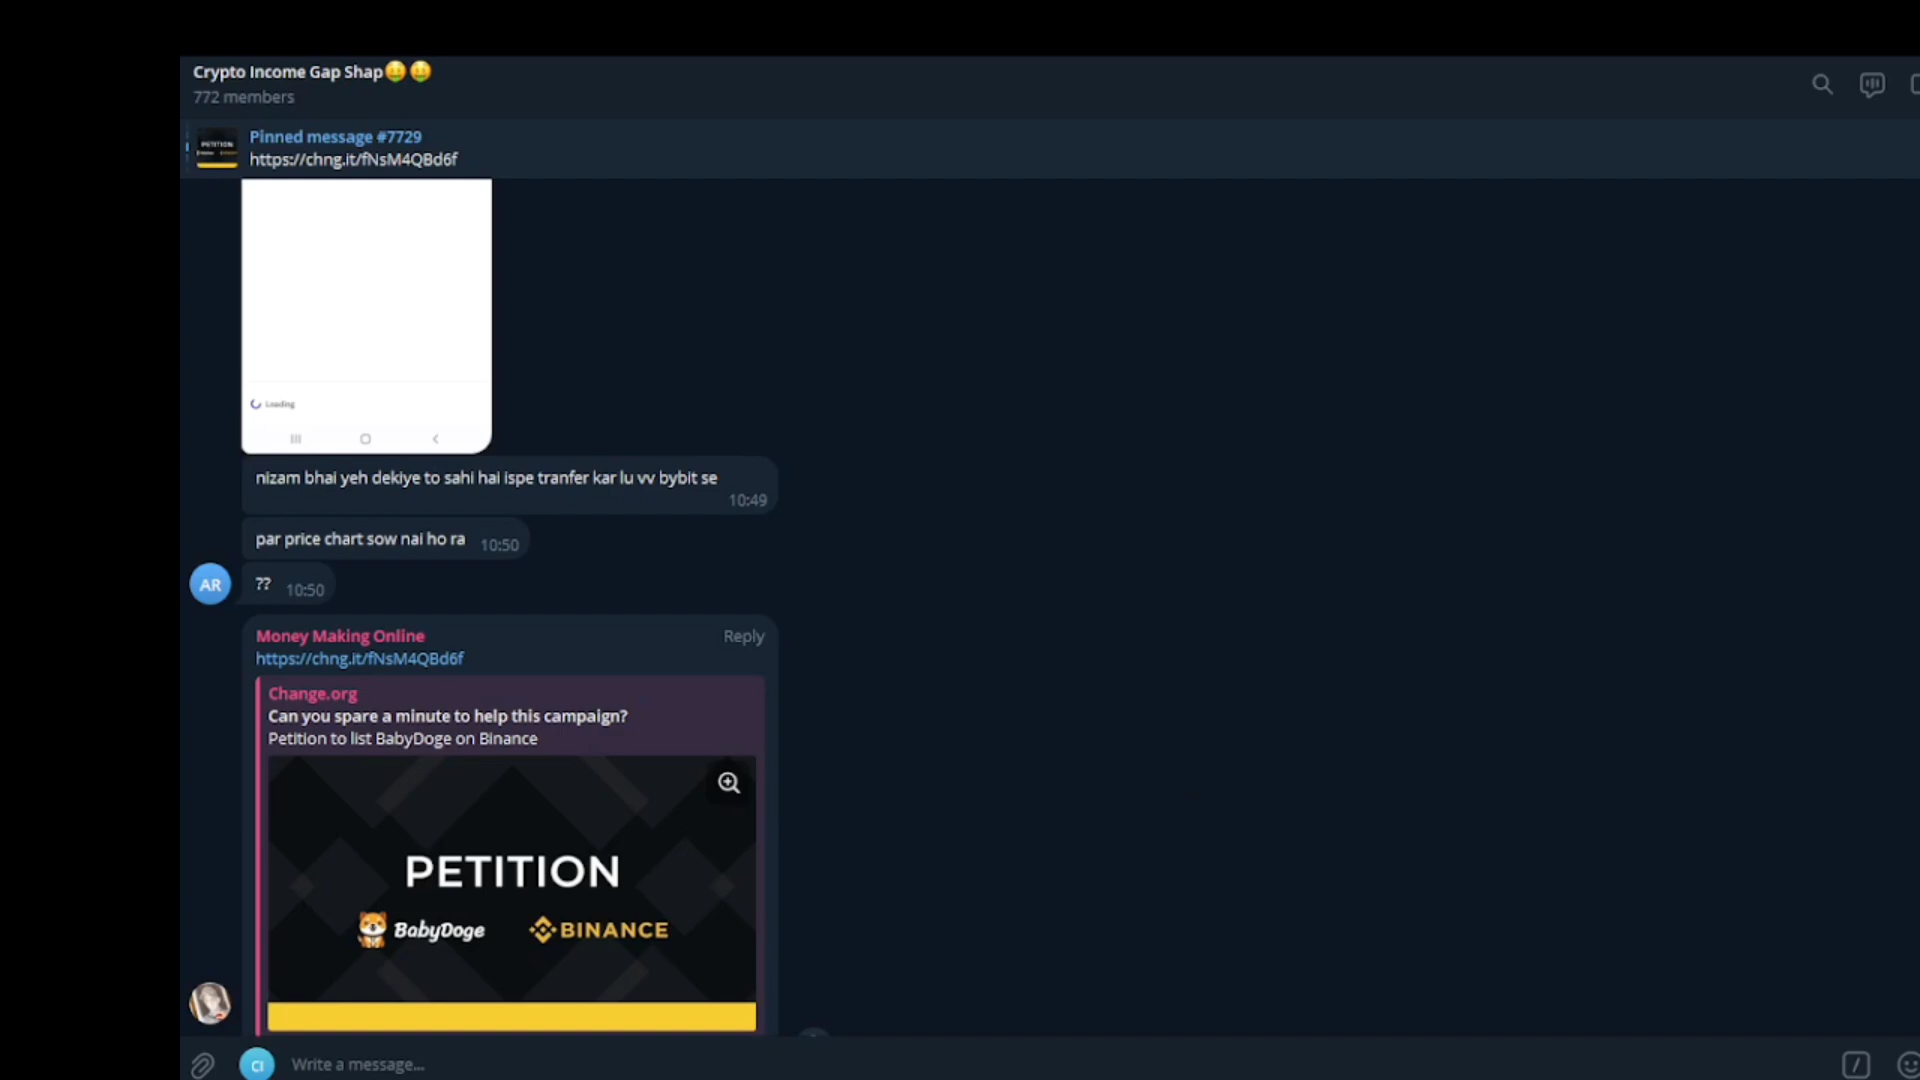 Crypto Income Gap Shap🤑🤑
772 members
Pinned message #7729
https://chng.it/fNsM4QBd6f
Loading
nizam bhai yeh dekiye to sahi hai ispe tranfer kar lu vv bybit se
10:49
par price chart sow nai ho ra 10:50
AR
?? 10:50
Money Making Online Reply
https://chng.it/fNsM4QBd6f
Change.org
Can you spare a minute to help this campaign?
Petition to list BabyDoge on Binance
PETITION
BabyDoge BINANCE
CI
Write a message...